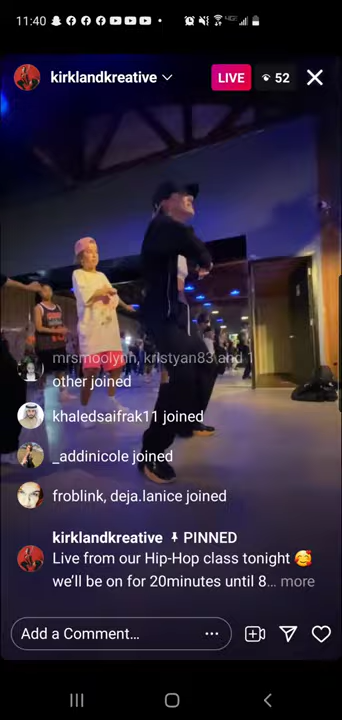 11:40
kirklandkreative
LIVE
52
mrsmoolynn, kristyan83 and 1
other joined
khaledsaifrak11 joined
_addinicole joined
froblink, deja.lanice joined
kirklandkreative PINNED
Live from our Hip-Hop class tonight 🥰
we'll be on for 20minutes until 8... more
Add a Comment...